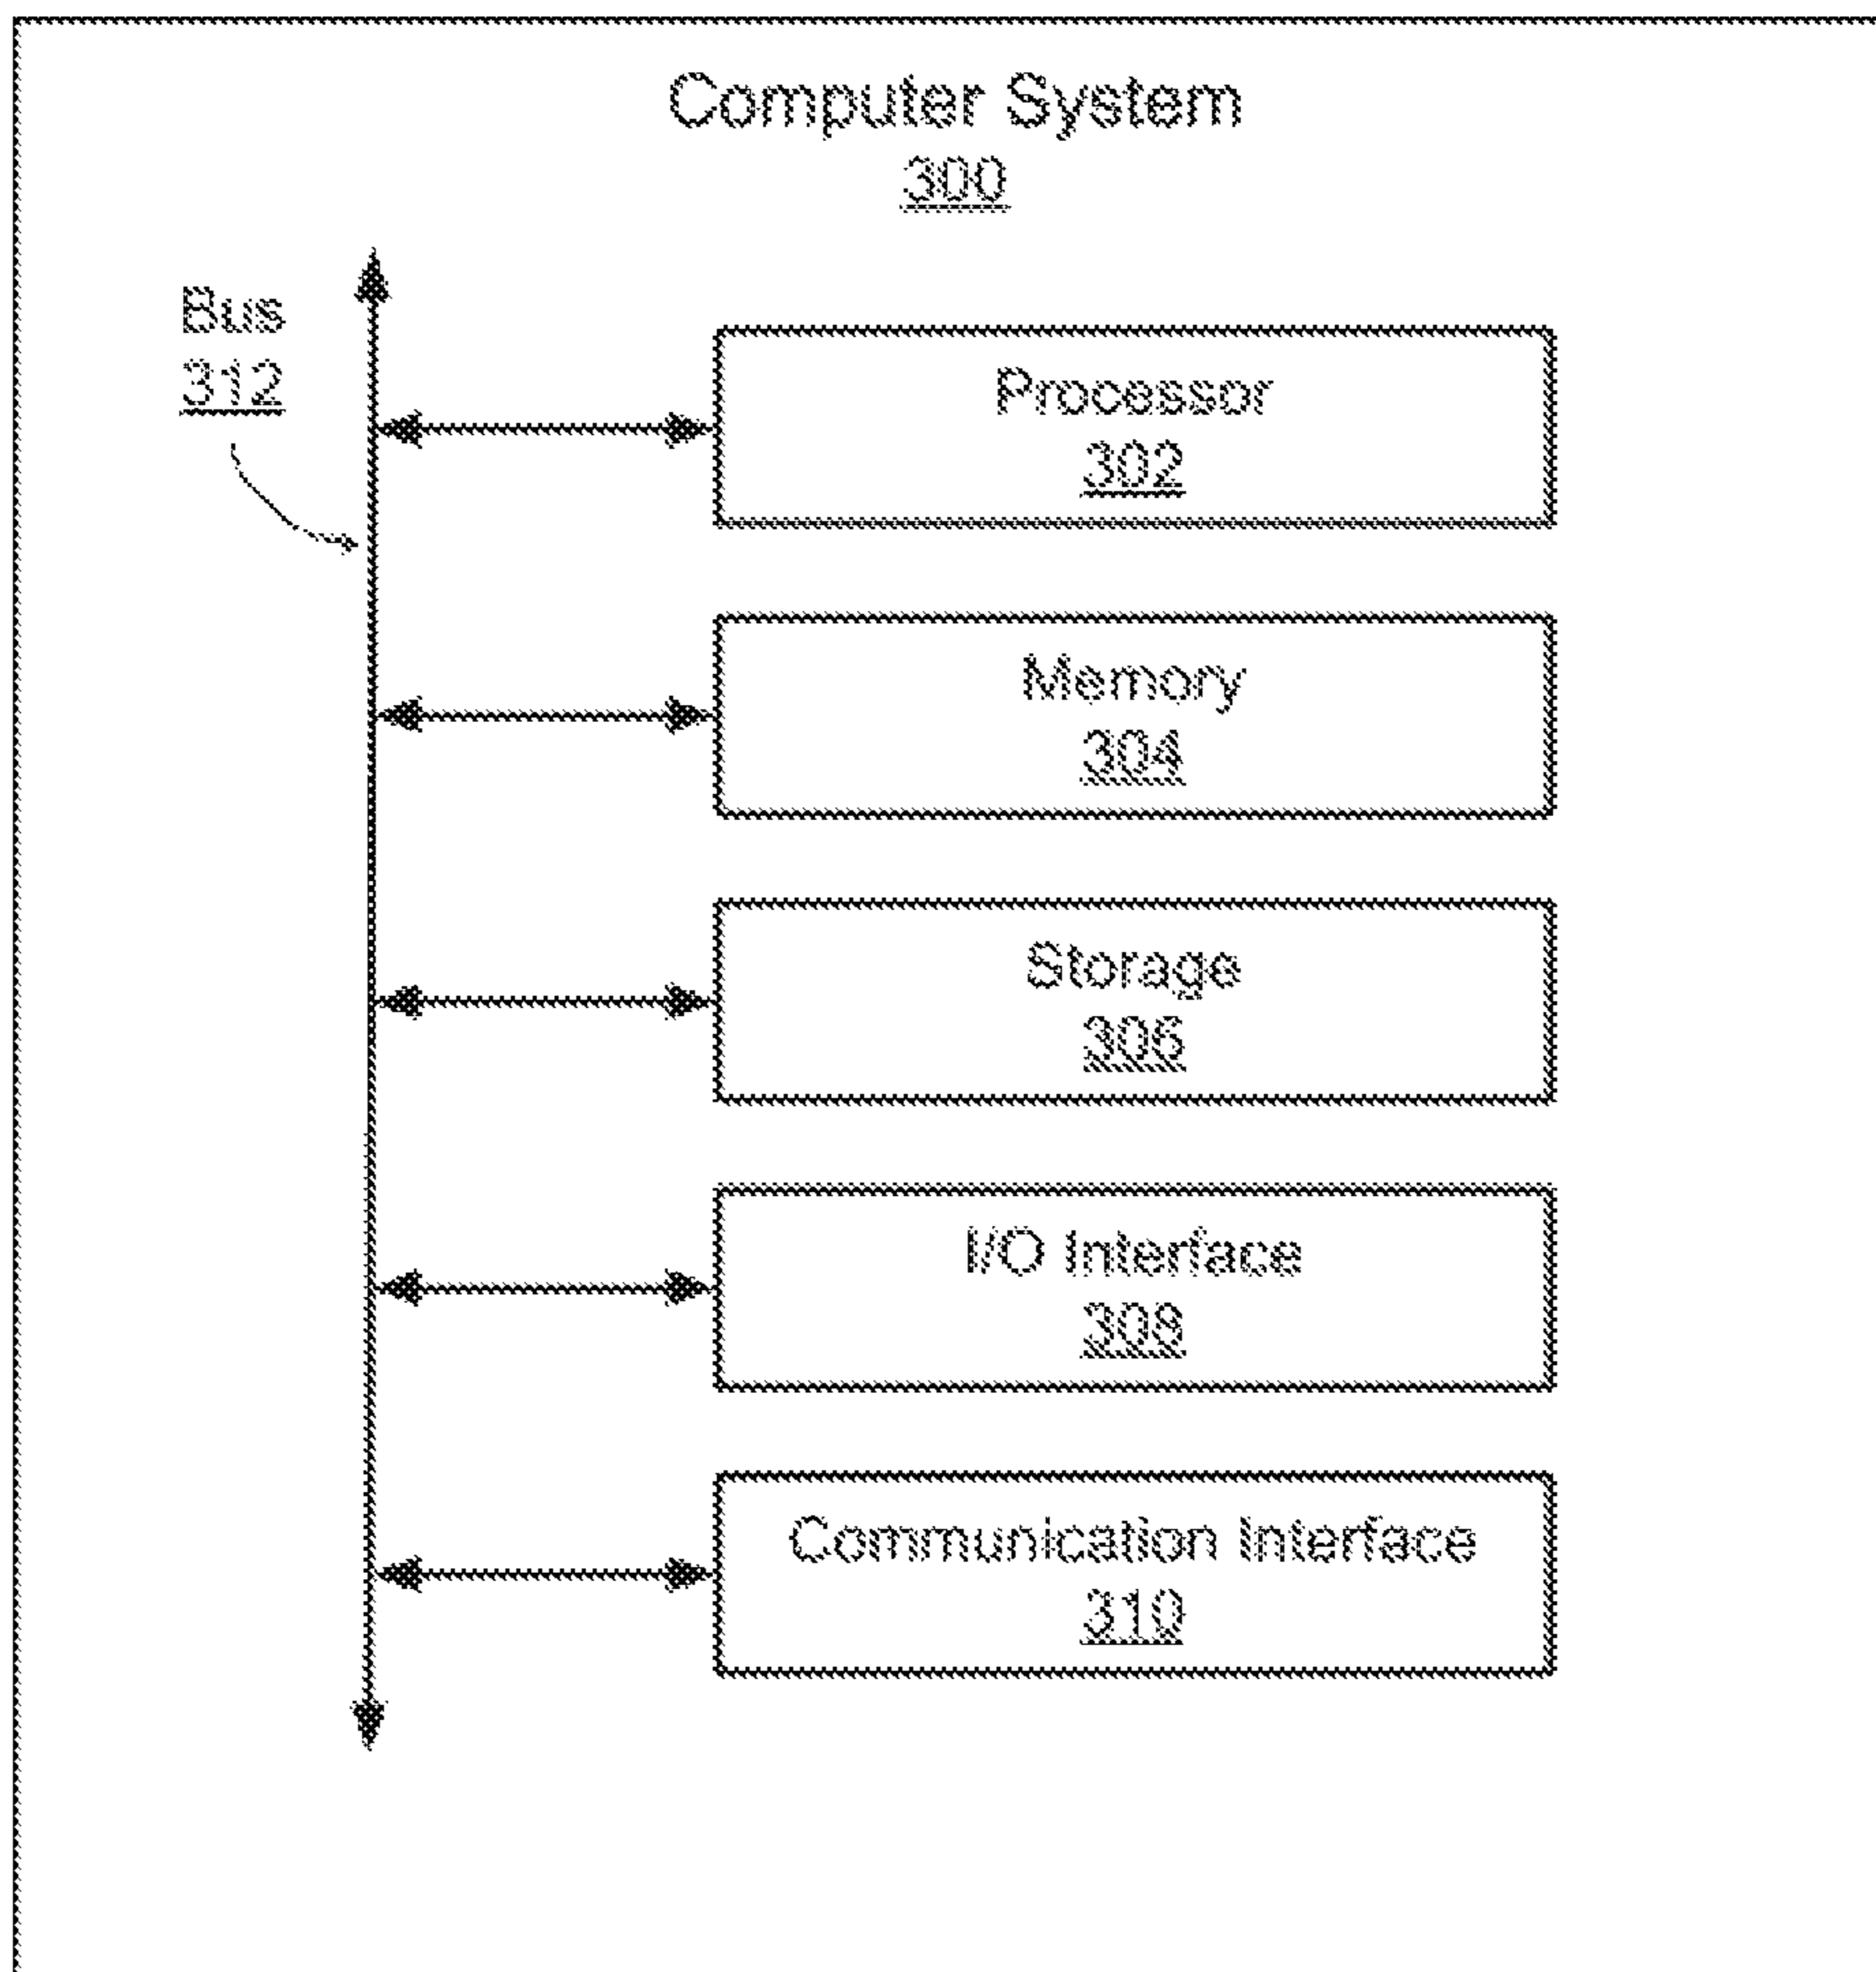 Computer System
300
Bus
312
Processor
302
Memory
304
Storage
306
I/O Interface
308
Communication Interface
310